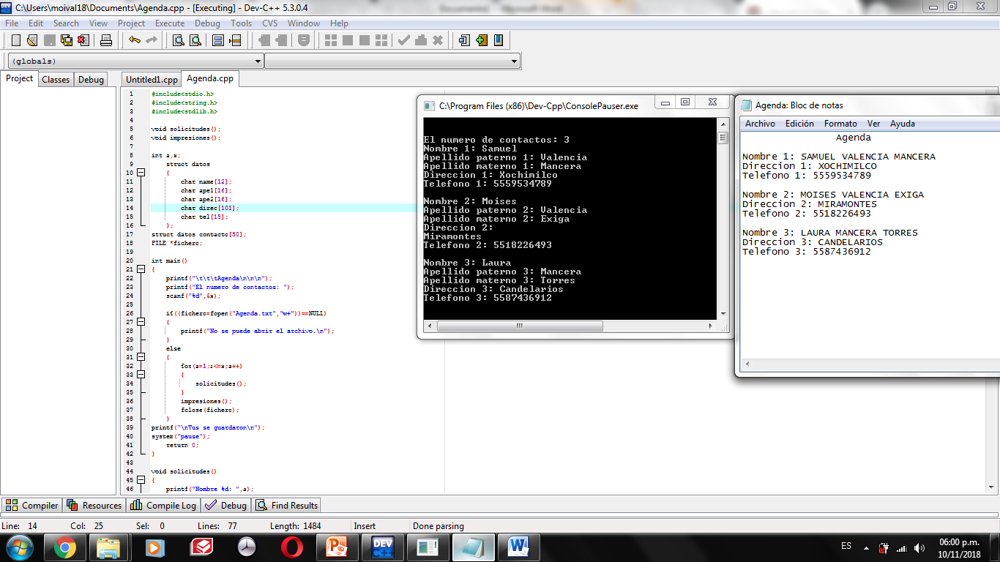 C:\Users\moival18\Documents\Agenda.cpp - [Executing] - Dev-C++ 5.3.0.4
File Edit Search View Project Execute Debug Tools CVS Window Help
(globals)
Project Classes Debug
Untitled1.cpp Agenda.cpp
1 #include<stdio.h>
2 #include<string.h>
3 #include<stdlib.h>
4
5 void solicitudes();
6 void impresiones();
7
8 int a,x;
9 struct datos
10 {
11 char name[12];
12 char ape1[16];
13 char ape2[16];
14 char direc[101];
15 char tel[15];
16 };
17 struct datos contacto[50];
18 FILE *fichero;
19
20 int main()
21 {
22 printf("\t\t\tAgenda\n\n\n");
23 printf("El numero de contactos: ");
24 scanf("%d",&x);
25
26 if((fichero=fopen("Agenda.txt","w+"))==NULL)
27 {
28 printf("No se puede abrir el archivo.\n");
29 }
30 else
31 {
32 for(a=1;a<=x;a++)
33 {
34 solicitudes();
35 }
36 impresiones();
37 fclose(fichero);
38 }
39 printf("\nTus se guardaron\n");
40 system("pause");
41 return 0;
42 }
43
44 void solicitudes()
45 {
46 printf("Nombre %d: ",a);
C:\Program Files (x86)\Dev-Cpp\ConsolePauser.exe
El numero de contactos: 3
Nombre 1: Samuel
Apellido paterno 1: Valencia
Apellido materno 1: Mancera
Direccion 1: Xochimilco
Telefono 1: 5559534789
Nombre 2: Moises
Apellido paterno 2: Valencia
Apellido materno 2: Exiga
Direccion 2:
Miramontes
Telefono 2: 5518226493
Nombre 3: Laura
Apellido paterno 3: Mancera
Apellido materno 3: Torres
Direccion 3: Candelarios
Telefono 3: 5587436912
Agenda: Bloc de notas
Archivo Edición Formato Ver Ayuda
Agenda
Nombre 1: SAMUEL VALENCIA MANCERA
Direccion 1: XOCHIMILCO
Telefono 1: 5559534789
Nombre 2: MOISES VALENCIA EXIGA
Direccion 2: MIRAMONTES
Telefono 2: 5518226493
Nombre 3: LAURA MANCERA TORRES
Direccion 3: CANDELARIOS
Telefono 3: 5587436912
Compiler Resources Compile Log Debug Find Results
Line: 14 Col: 25 Sel: 0 Lines: 77 Length: 1484 Insert Done parsing
DEV C++
ES
06:00 p.m.
10/11/2018